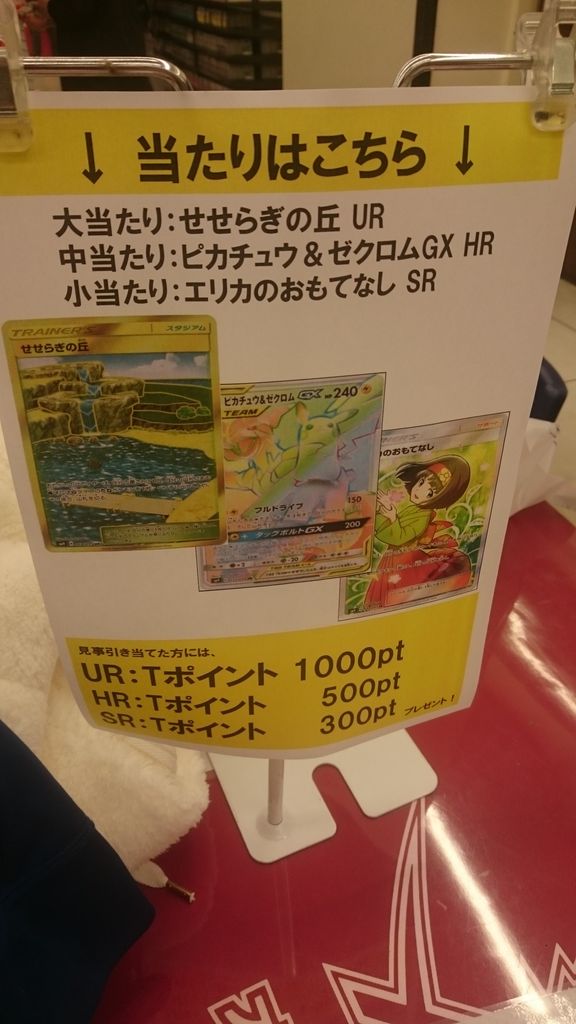 ↓ 当たりはこちら ↓
大当たり:せせらぎの丘 UR
中当たり:ピカチュウ&ゼクロムGX HR
小当たり:エリカのおもてなし SR
TRAINER'S スタジアム
せせらぎの丘
ピカチュウ&ゼクロムGX HP240
TEAM
フルドライブ 150
タッグボルトGX 200
のおもてなし
見事引き当てた方には、
UR:Tポイント 1000pt
HR:Tポイント 500pt
SR:Tポイント 300pt プレゼント!